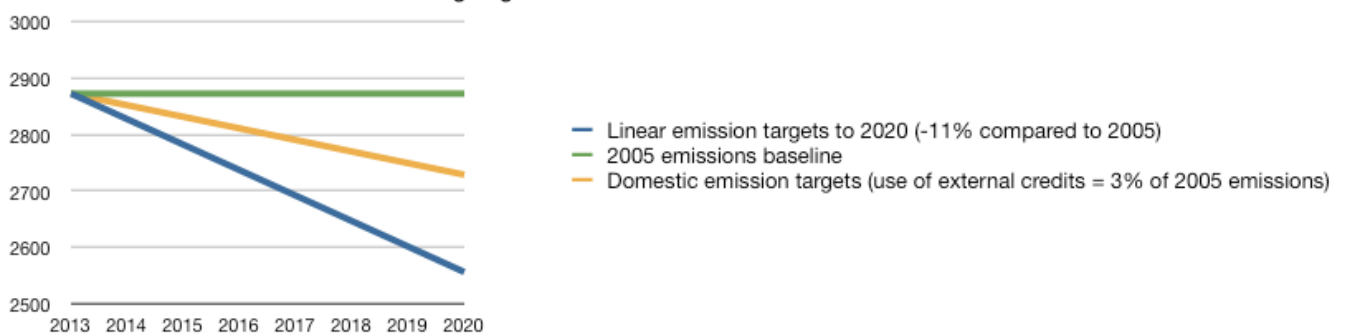 3000
2900
2800
2700
2600
2500
2013 2014 2015 2016 2017 2018 2019 2020
Linear emission targets to 2020 (-11% compared to 2005)
2005 emissions baseline
Domestic emission targets (use of external credits = 3% of 2005 emissions)